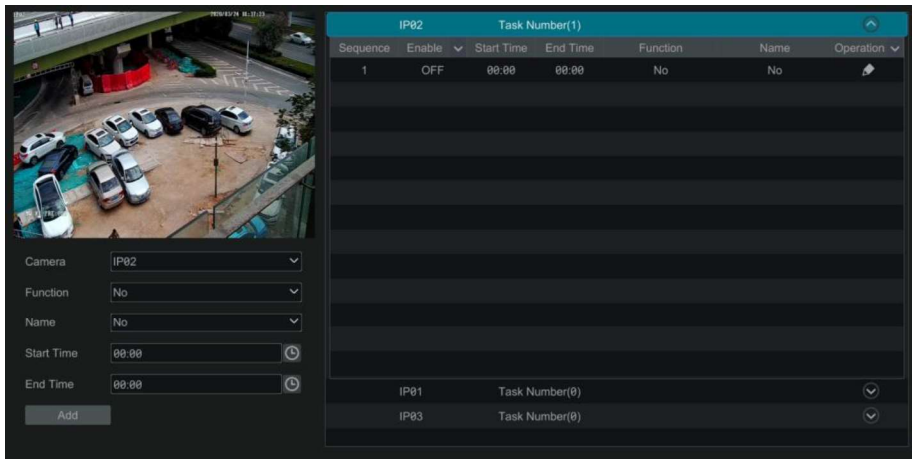 IP02 Task Number(1)
Sequence Enable Start Time End Time Function Name Operation
1 OFF 00:00 00:00 No No
Camera IP02
Function No
Name No
Start Time 00:00
End Time 00:00
Add
IP01 Task Number(0)
IP03 Task Number(0)